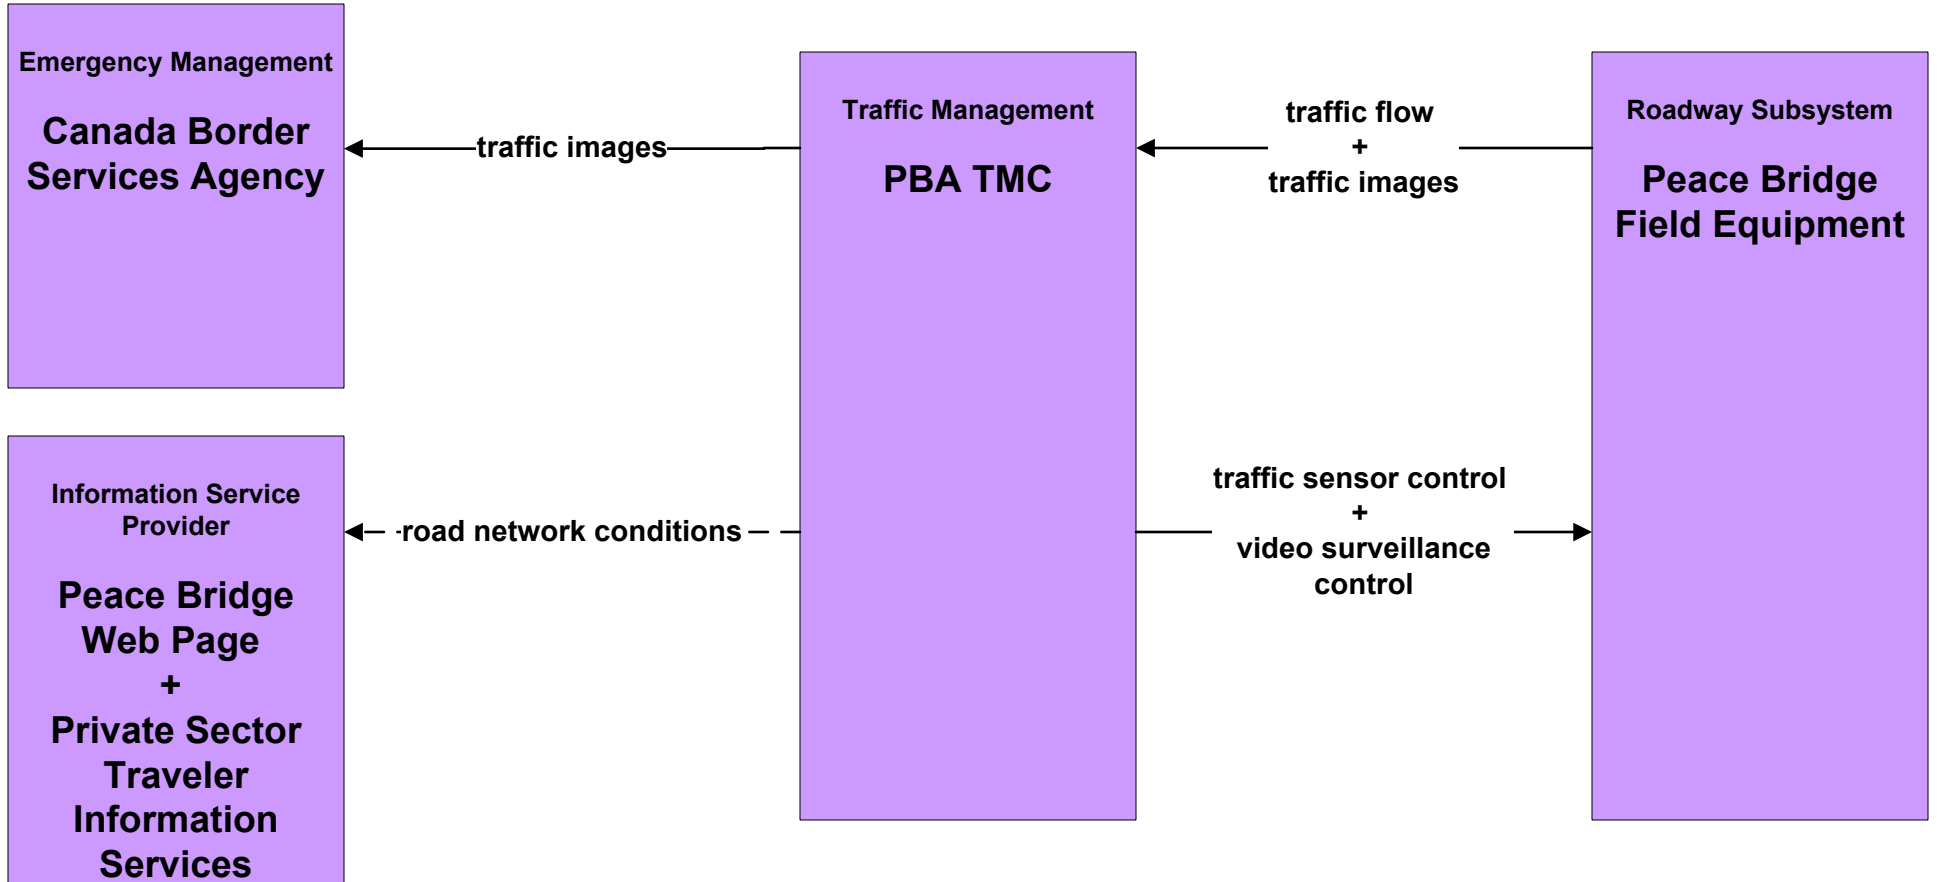 Emergency Management
Canada Border
Services Agency
traffic images
Traffic Management
PBA TMC
traffic flow
+
traffic images
Roadway Subsystem
Peace Bridge
Field Equipment
Information Service
Provider
Peace Bridge
Web Page
+
Private Sector
Traveler
Information
Services
road network conditions
traffic sensor control
+
video surveillance
control